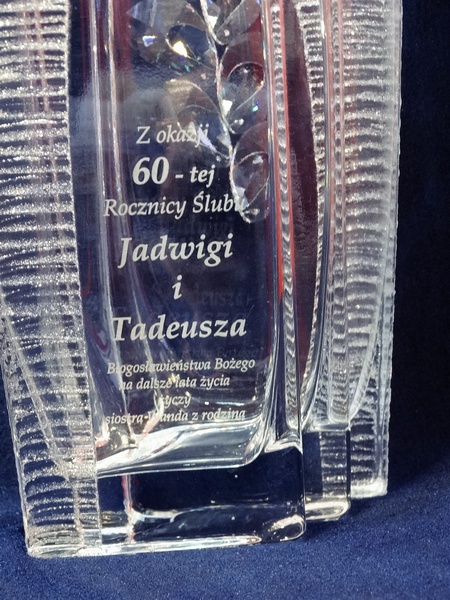 Z okazji
60 - tej
Rocznicy Ślubu
Jadwigi
i
Tadeusza
Błogosławieństwa Bożego
na dalsze lata życia
życzy
siostra Wanda z rodziną